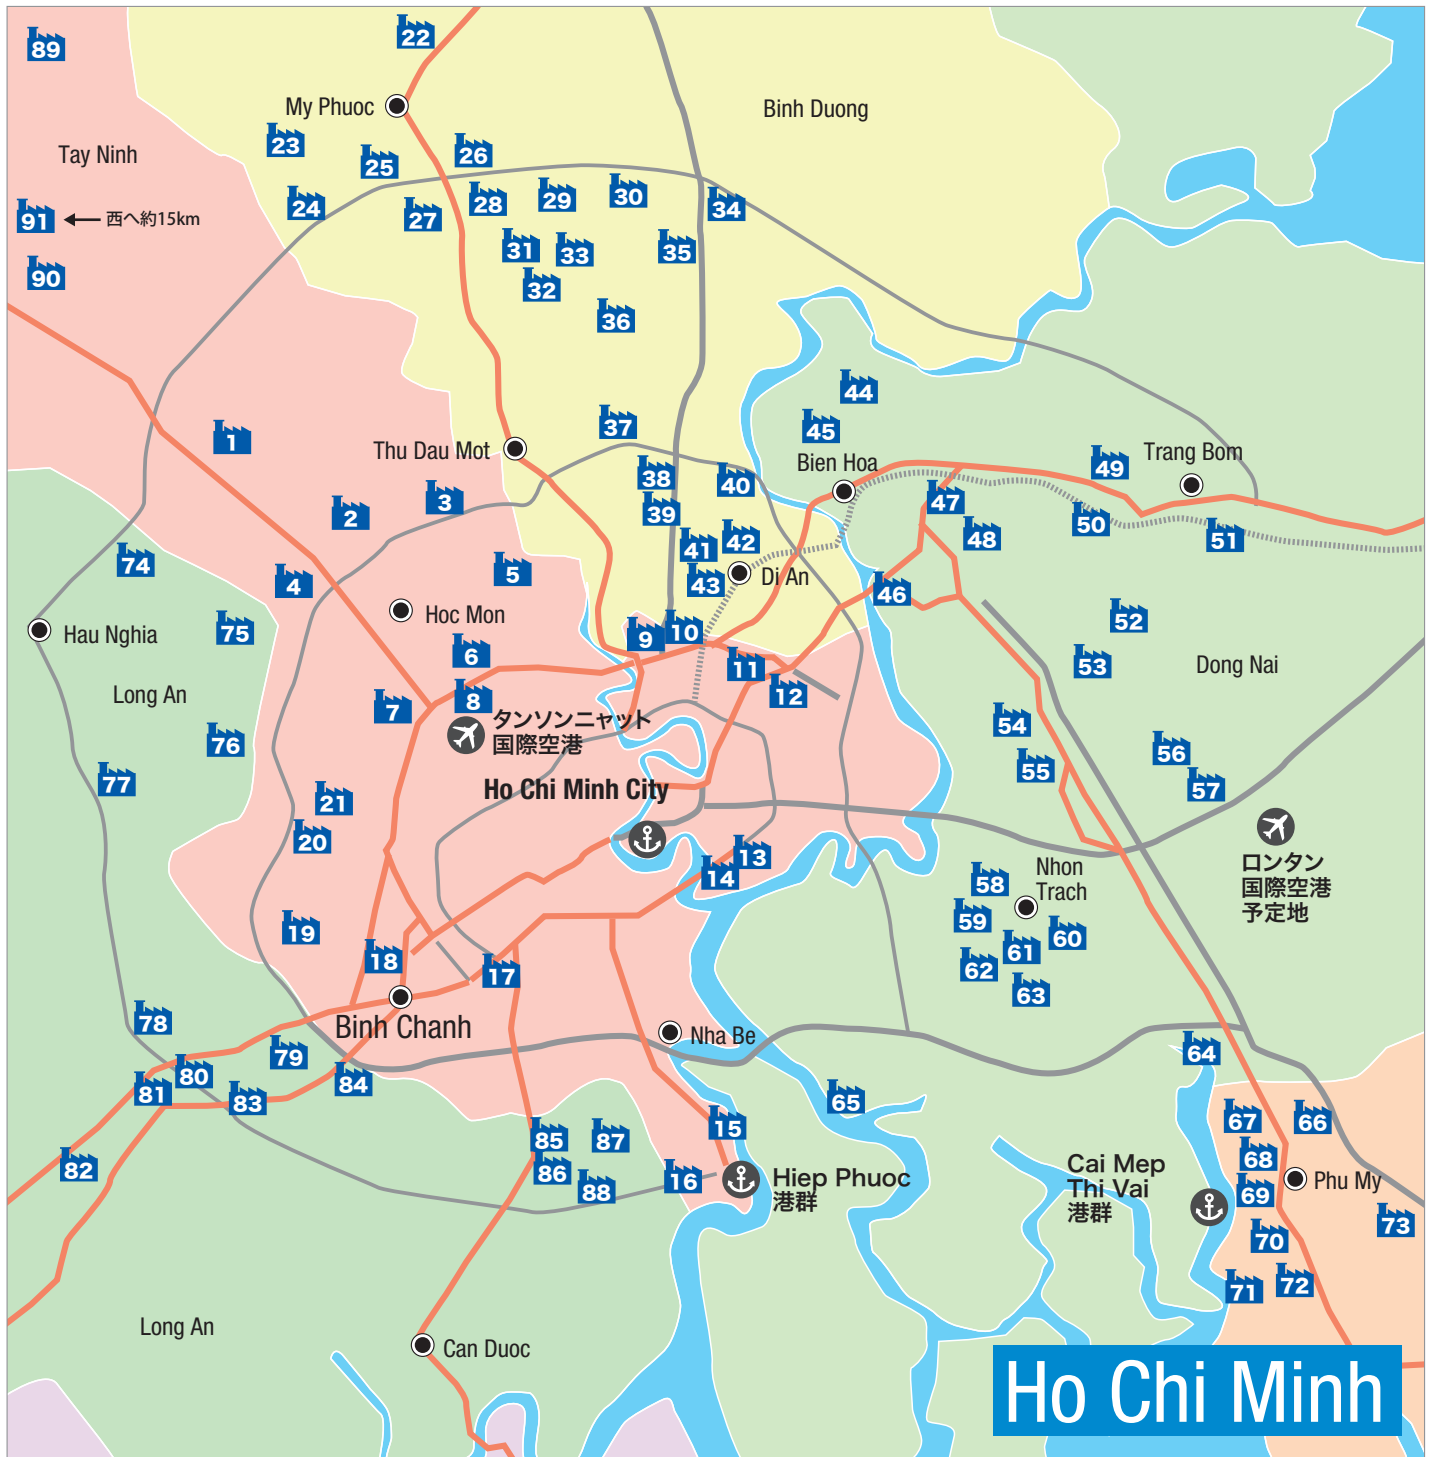 89
22
My Phuoc
Binh Duong
23
26
Tay Ninh
25
24
28
29
30
34
91
西へ約15km
27
31
33
35
90
32
36
44
37
45
1
Thu Dau Mot
Bien Hoa
49
Trang Bom
38
40
3
47
2
39
50
42
48
51
41
74
5
Di An
4
43
46
Hoc Mon
52
Hau Nghia
75
9
10
6
11
53
Dong Nai
Long An
12
8
7
タンソンニャット
国際空港
54
76
56
55
77
Ho Chi Minh City
57
21
20
13
ロンタン
国際空港
予定地
14
58
Nhon
Trach
59
19
60
61
18
17
62
63
78
Binh Chanh
Nha Be
79
64
80
84
81
83
65
67
66
15
85
87
68
82
86
16
Hiep Phuoc
港群
Cai Mep
Thi Vai
港群
69
Phu My
88
73
70
71
72
Long An
Can Duoc
Ho Chi Minh